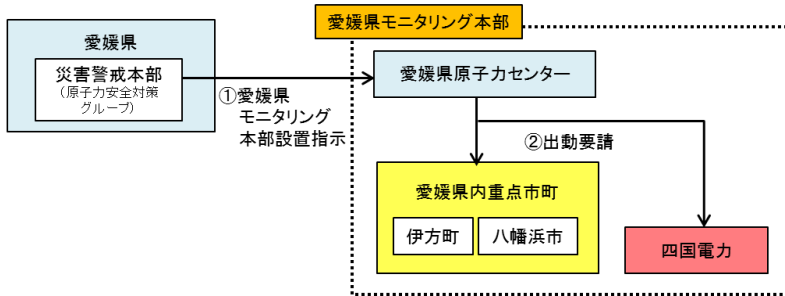 愛媛県モニタリング本部
愛媛県
災害警戒本部
(原子力安全対策
グループ)
①愛媛県
モニタリング
本部設置指示
愛媛県原子力センター
②出動要請
愛媛県内重点市町
伊方町
八幡浜市
四国電力